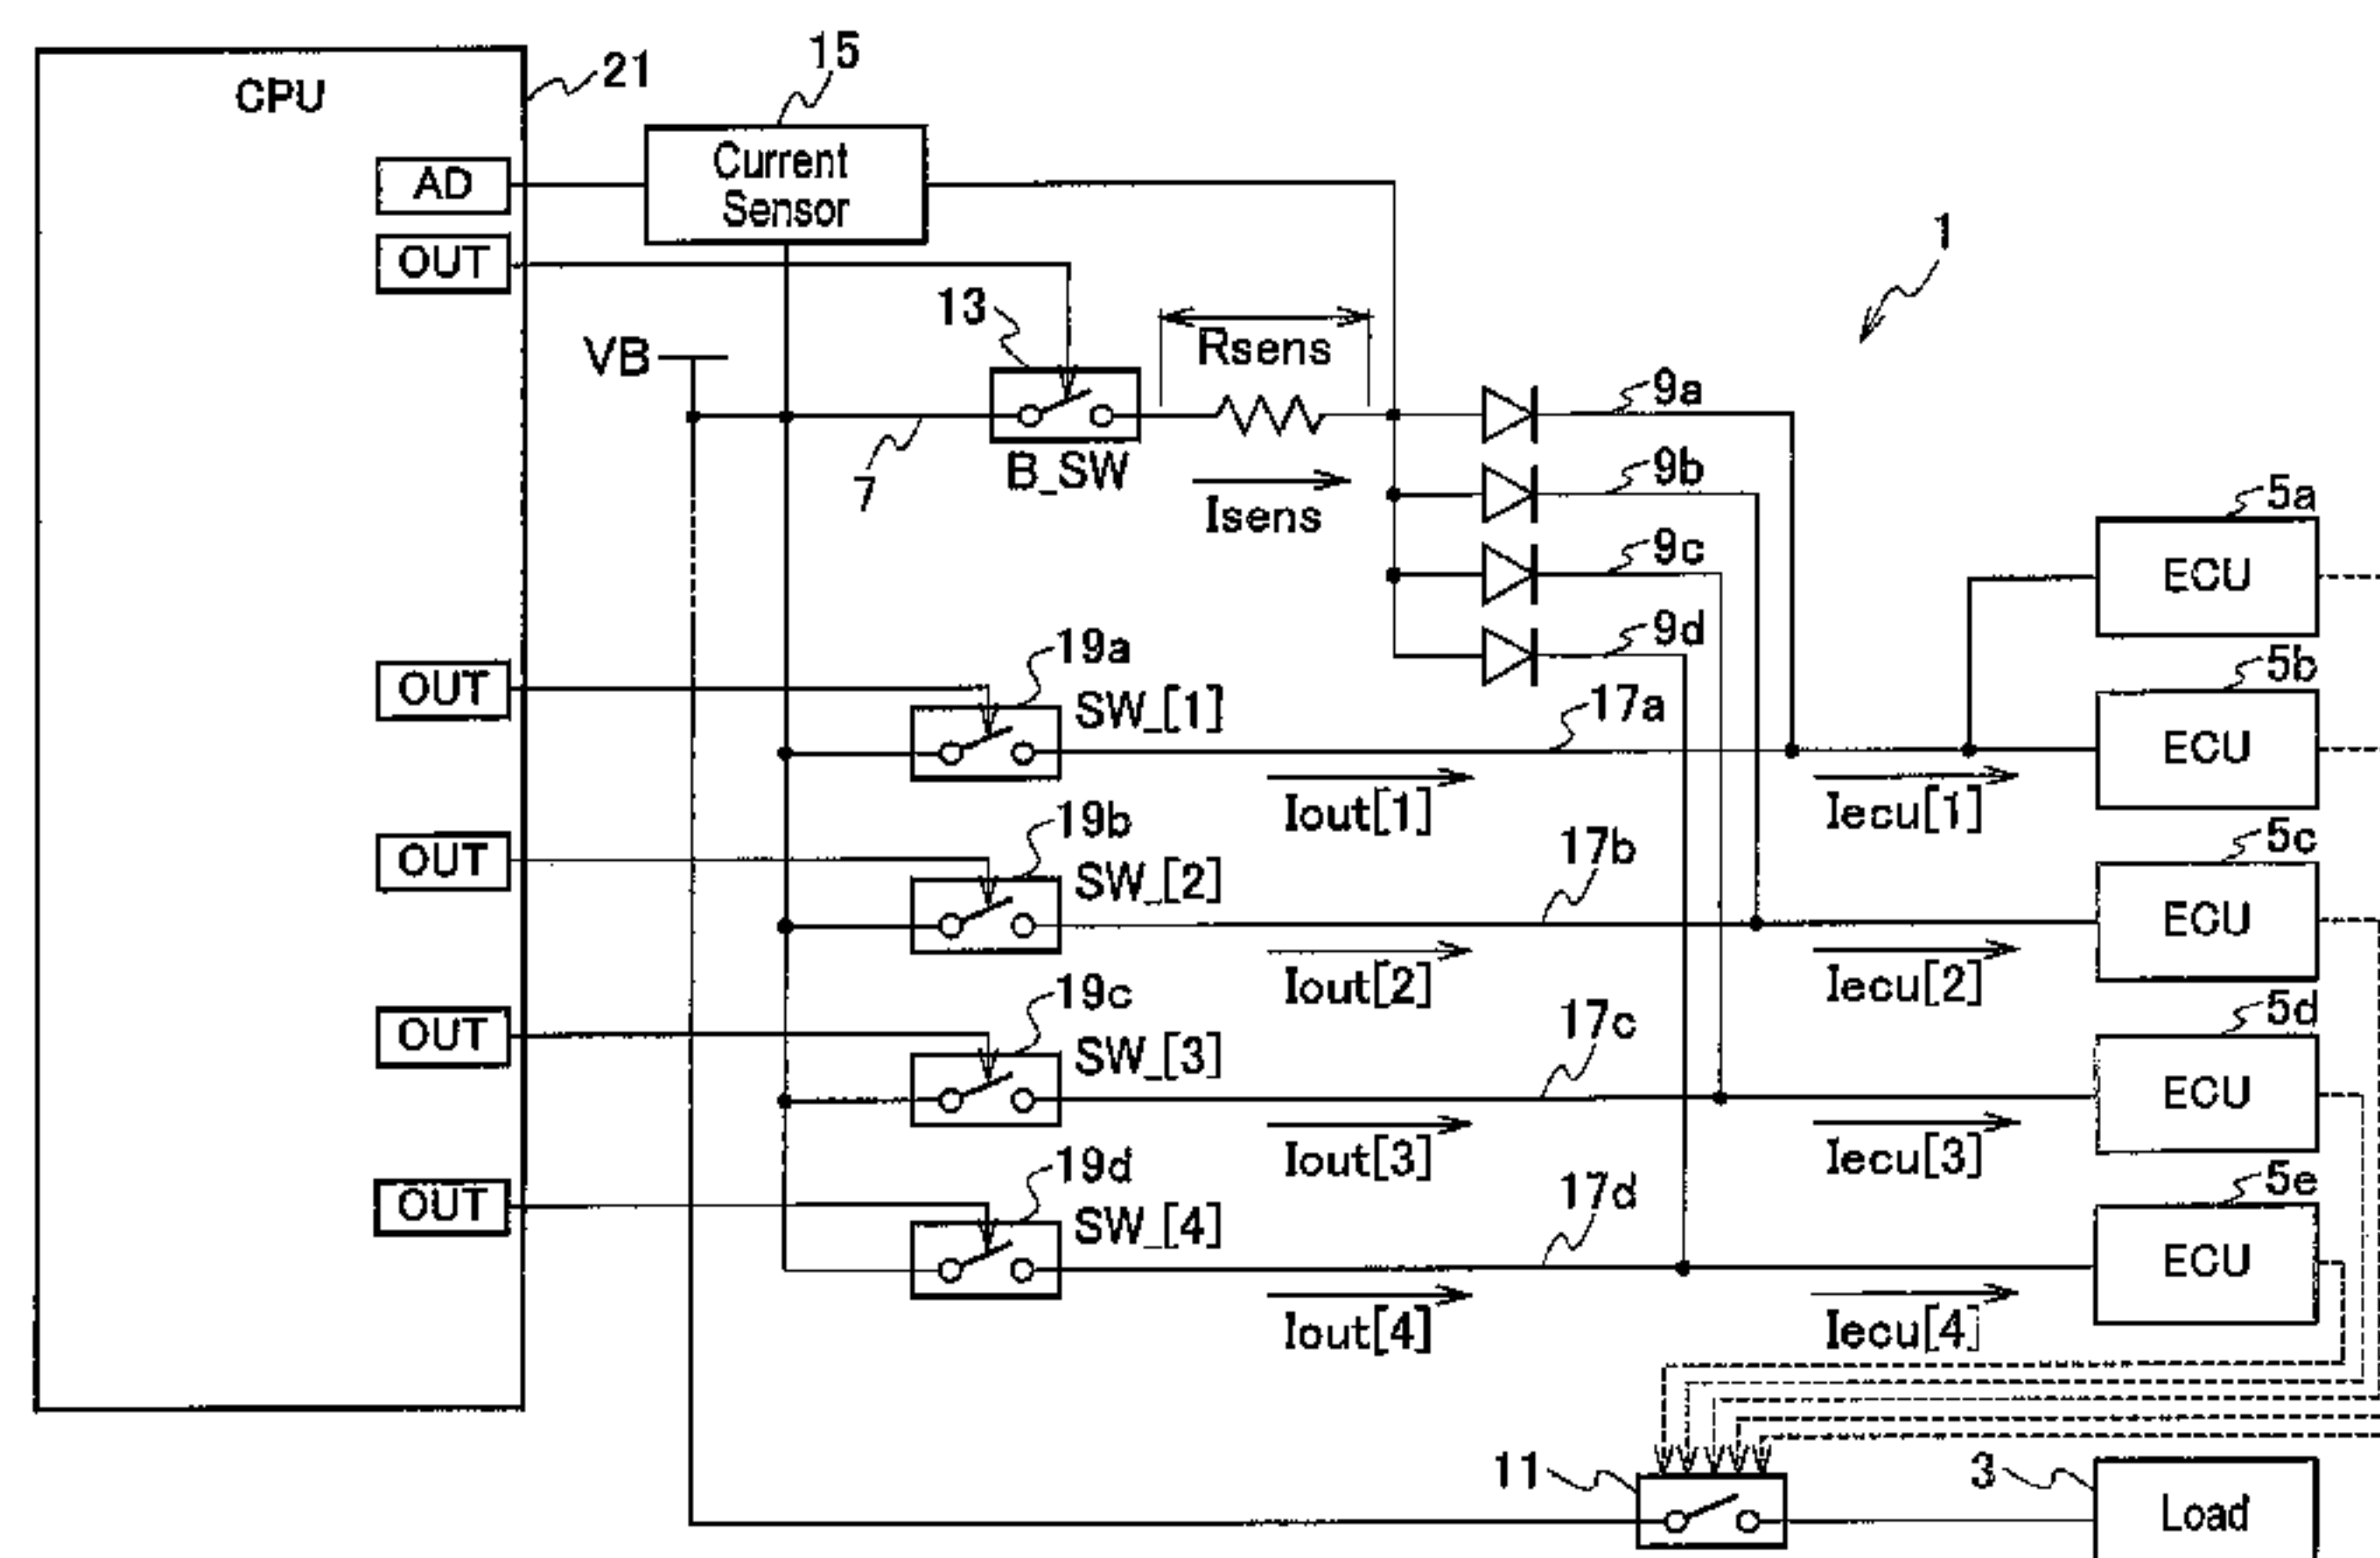 CPU
21
15
AD
Current
Sensor
OUT
1
13
Rsens
VB
9a
7
B_SW
Isens
9b
5a
9c
ECU
9d
5b
OUT
19a
SW_[1]
17a
ECU
Iout[1]
Iecu[1]
5c
OUT
19b
SW_[2]
17b
ECU
Iout[2]
Iecu[2]
5d
OUT
19c
SW_[3]
17c
ECU
Iout[3]
Iecu[3]
5e
OUT
19d
SW_[4]
17d
ECU
Iout[4]
Iecu[4]
11
3
Load